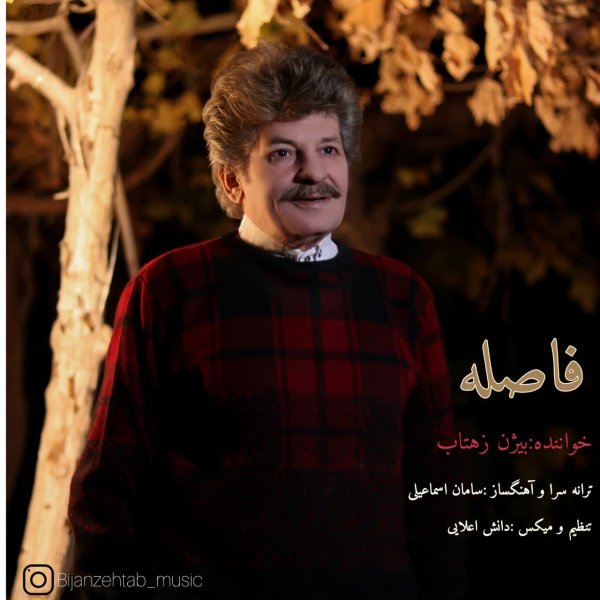 فاصله
خواننده:بیژن زهتاب
ترانه سرا و آهنگساز :سامان اسماعیلی
تنظیم و میکس :دانش اعلایی
Bijanzehtab_music